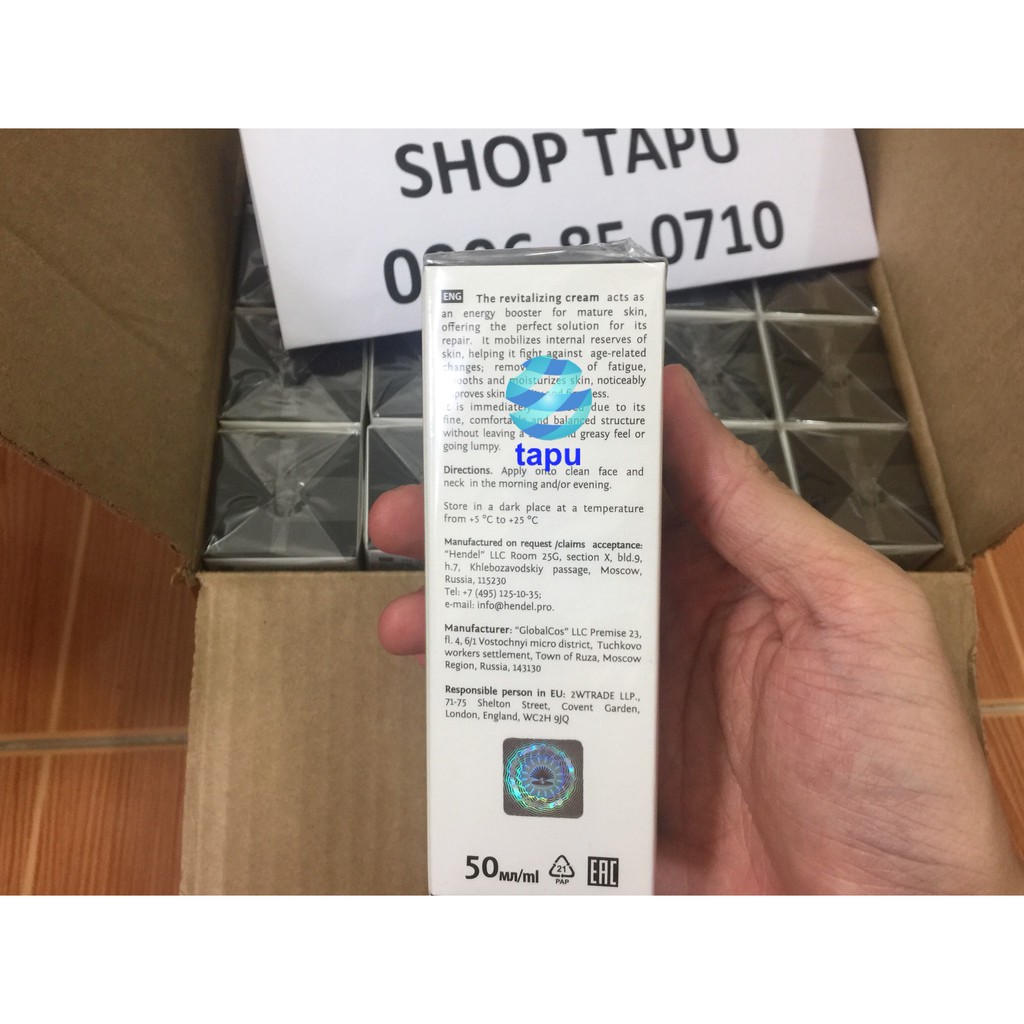 SHOP TAPU
0710
ENG The revitalizing cream acts as
an energy booster for mature skin,
offering the perfect solution for its
repair. It mobilizes internal reserves of
skin, helping it fight against age-related
changes; of fatigue,
and moisturizes skin, noticeably
skin
is due to its
fine, and balanced structure
without leaving a greasy feel or
going lumpy.
tapu
Directions. Apply onto clean face and
neck in the morning and/or evening.
Store in a dark place at a temperature
from +5 °C to +25 °C
Manufactured on request /claims acceptance:
"Hendel" LLC Room 25G, section X, bld.9,
h.7, Khlebozavodskiy passage, Moscow,
Russia, 115230
Tel: +7 (495) 125-10-35;
e-mail: info@hendel.pro.
Manufacturer: "GlobalCos" LLC Premise 23,
fl. 4, 6/1 Vostochnyi micro district, Tuchkovo
workers settlement, Town of Ruza, Moscow
Region, Russia, 143130
Responsible person in EU: 2WTRADE LLP.,
71-75 Shelton Street, Covent Garden,
London, England, WC2H 9JQ
50мл/ml 21 PAP EAC